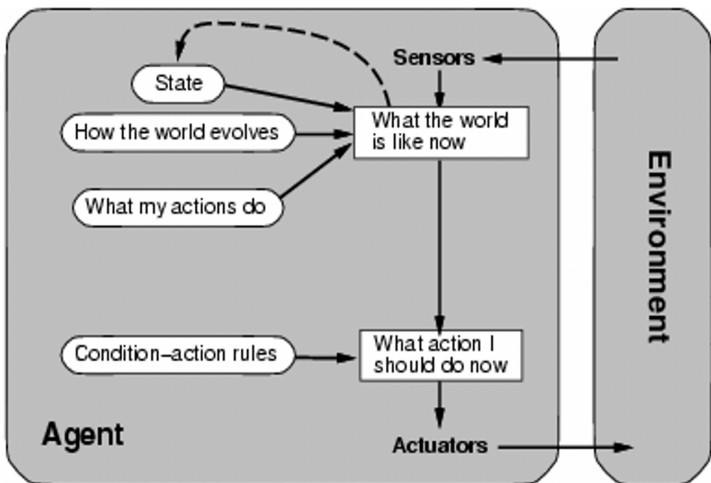 Sensors
State
What the world
is like now
How the world evolves
What my actions do
Condition–action rules
What action I
should do now
Agent
Actuators
Environment